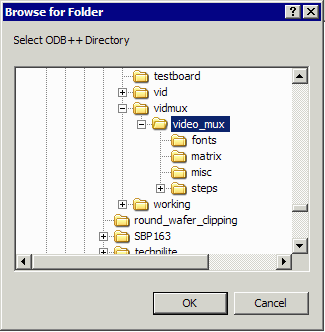 Browse for Folder
Select ODB++ Directory
testboard
vid
vidmux
video_mux
fonts
matrix
misc
steps
working
round_wafer_clipping
SBP163
technilite
OK Cancel